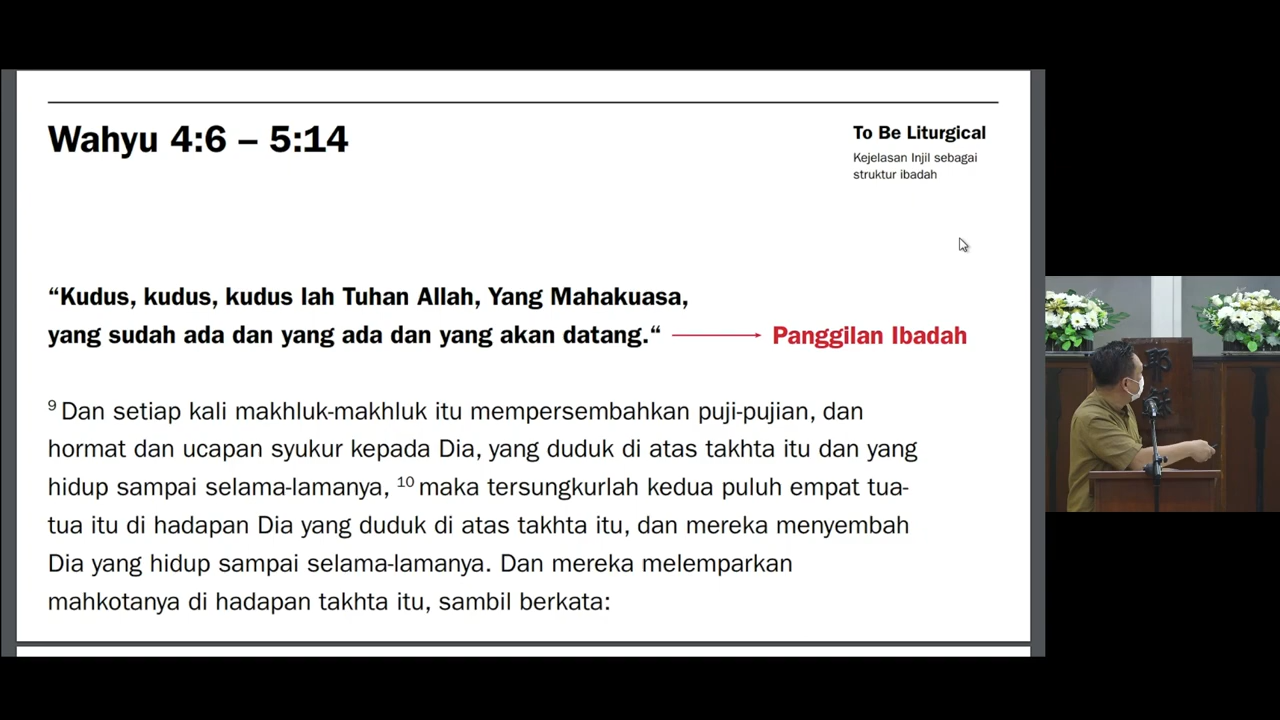 Wahyu 4:6 – 5:14
To Be Liturgical
Kejelasan Injil sebagai
struktur ibadah
“Kudus, kudus, kudus lah Tuhan Allah, Yang Mahakuasa,
yang sudah ada dan yang ada dan yang akan datang.“
Panggilan Ibadah
9 Dan setiap kali makhluk-makhluk itu mempersembahkan puji-pujian, dan
hormat dan ucapan syukur kepada Dia, yang duduk di atas takhta itu dan yang
hidup sampai selama-lamanya, 10 maka tersungkurlah kedua puluh empat tua-
tua itu di hadapan Dia yang duduk di atas takhta itu, dan mereka menyembah
Dia yang hidup sampai selama-lamanya. Dan mereka melemparkan
mahkotanya di hadapan takhta itu, sambil berkata: